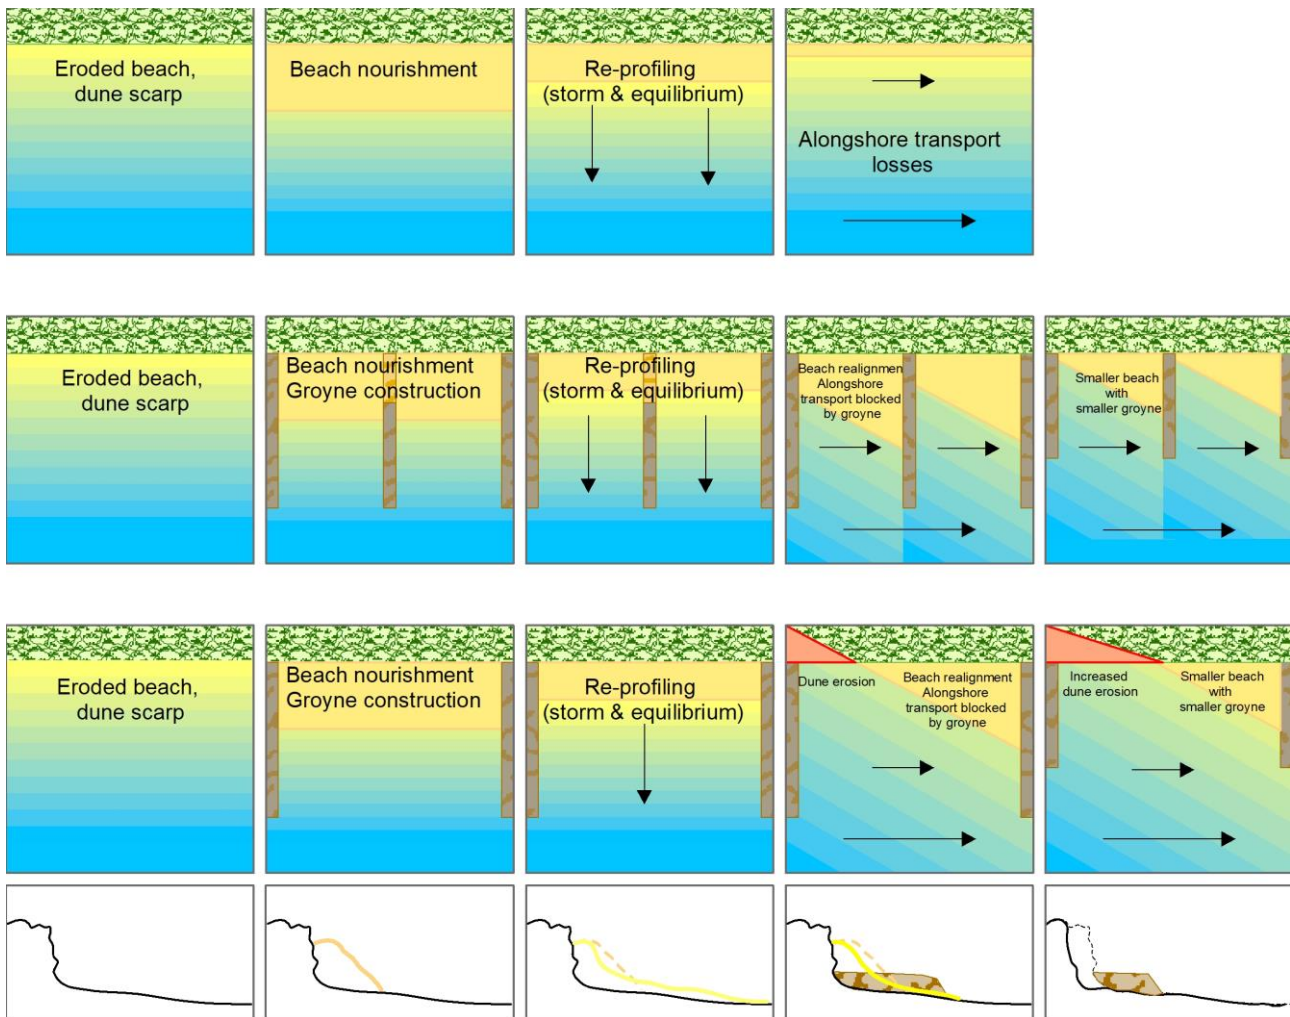 Eroded beach,
dune scarp
Beach nourishment
Re-profiling
(storm & equilibrium)
Alongshore transport
losses
Eroded beach,
dune scarp
Beach nourishment
Groyne construction
Re-profiling
(storm & equilibrium)
Beach realignmen
Alongshore
transport blocked
by groyne
Smaller beach
with
smaller groyne
Eroded beach,
dune scarp
Beach nourishment
Groyne construction
Re-profiling
(storm & equilibrium)
Dune erosion
Beach realignment
Alongshore
transport blocked
by groyne
Increased
dune erosion
Smaller beach
with
smaller groyne